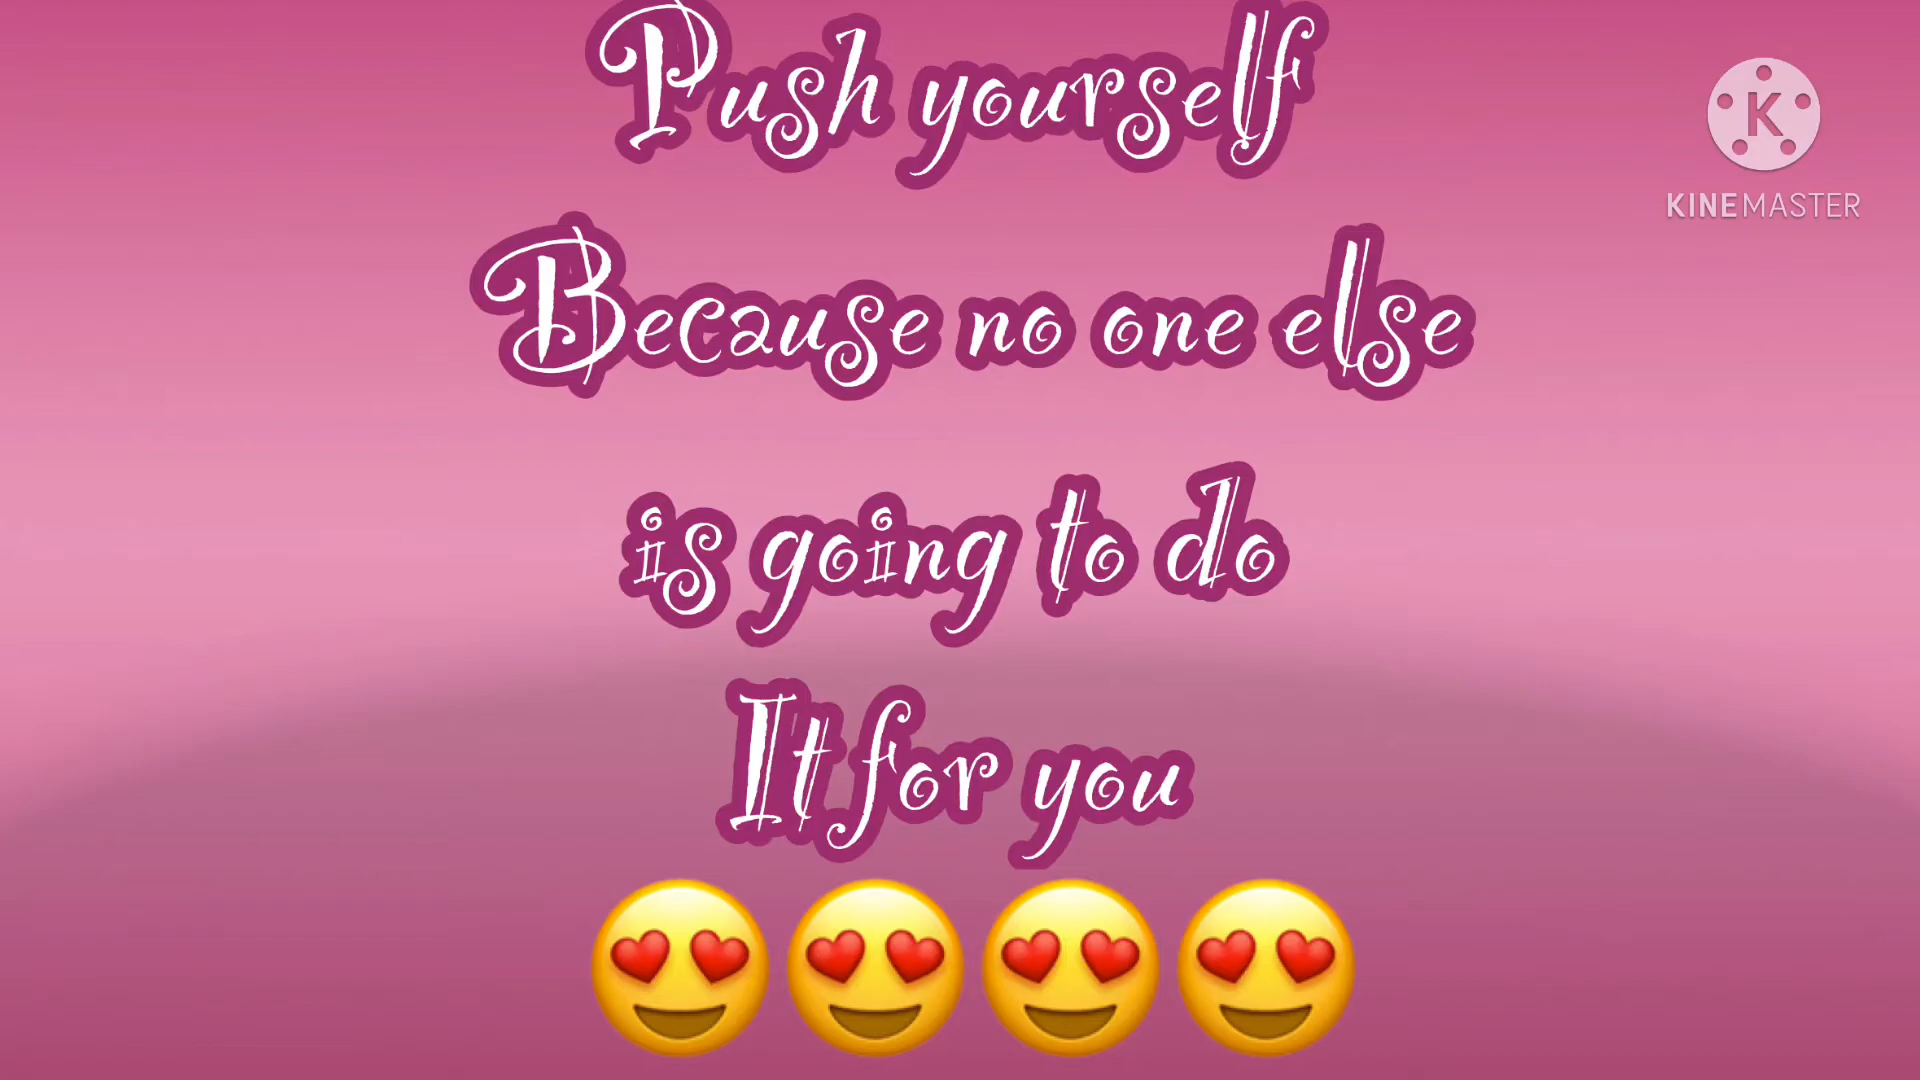 Push yourself
K
KINEMASTER
Because no one else
is going to do
It for you
😍😍😍😍